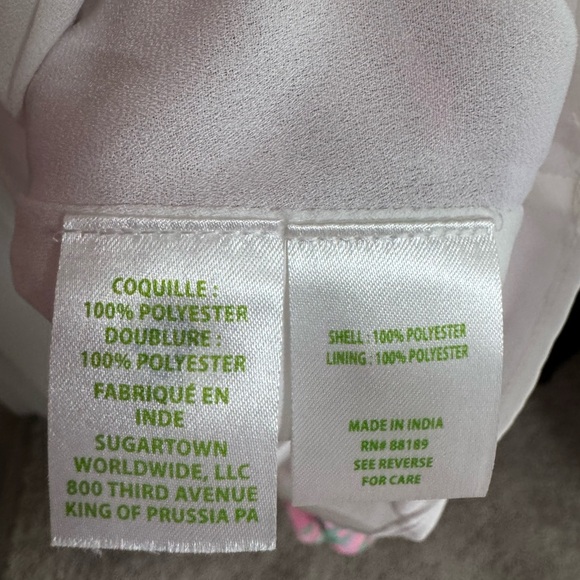 COQUILLE :
100% POLYESTER
DOUBLURE :
100% POLYESTER
FABRIQUÉ EN
INDE
SUGARTOWN
WORLDWIDE, LLC
800 THIRD AVENUE
KING OF PRUSSIA PA
SHELL : 100% POLYESTER
LINING : 100% POLYESTER
MADE IN INDIA
RN# 88189
SEE REVERSE
FOR CARE